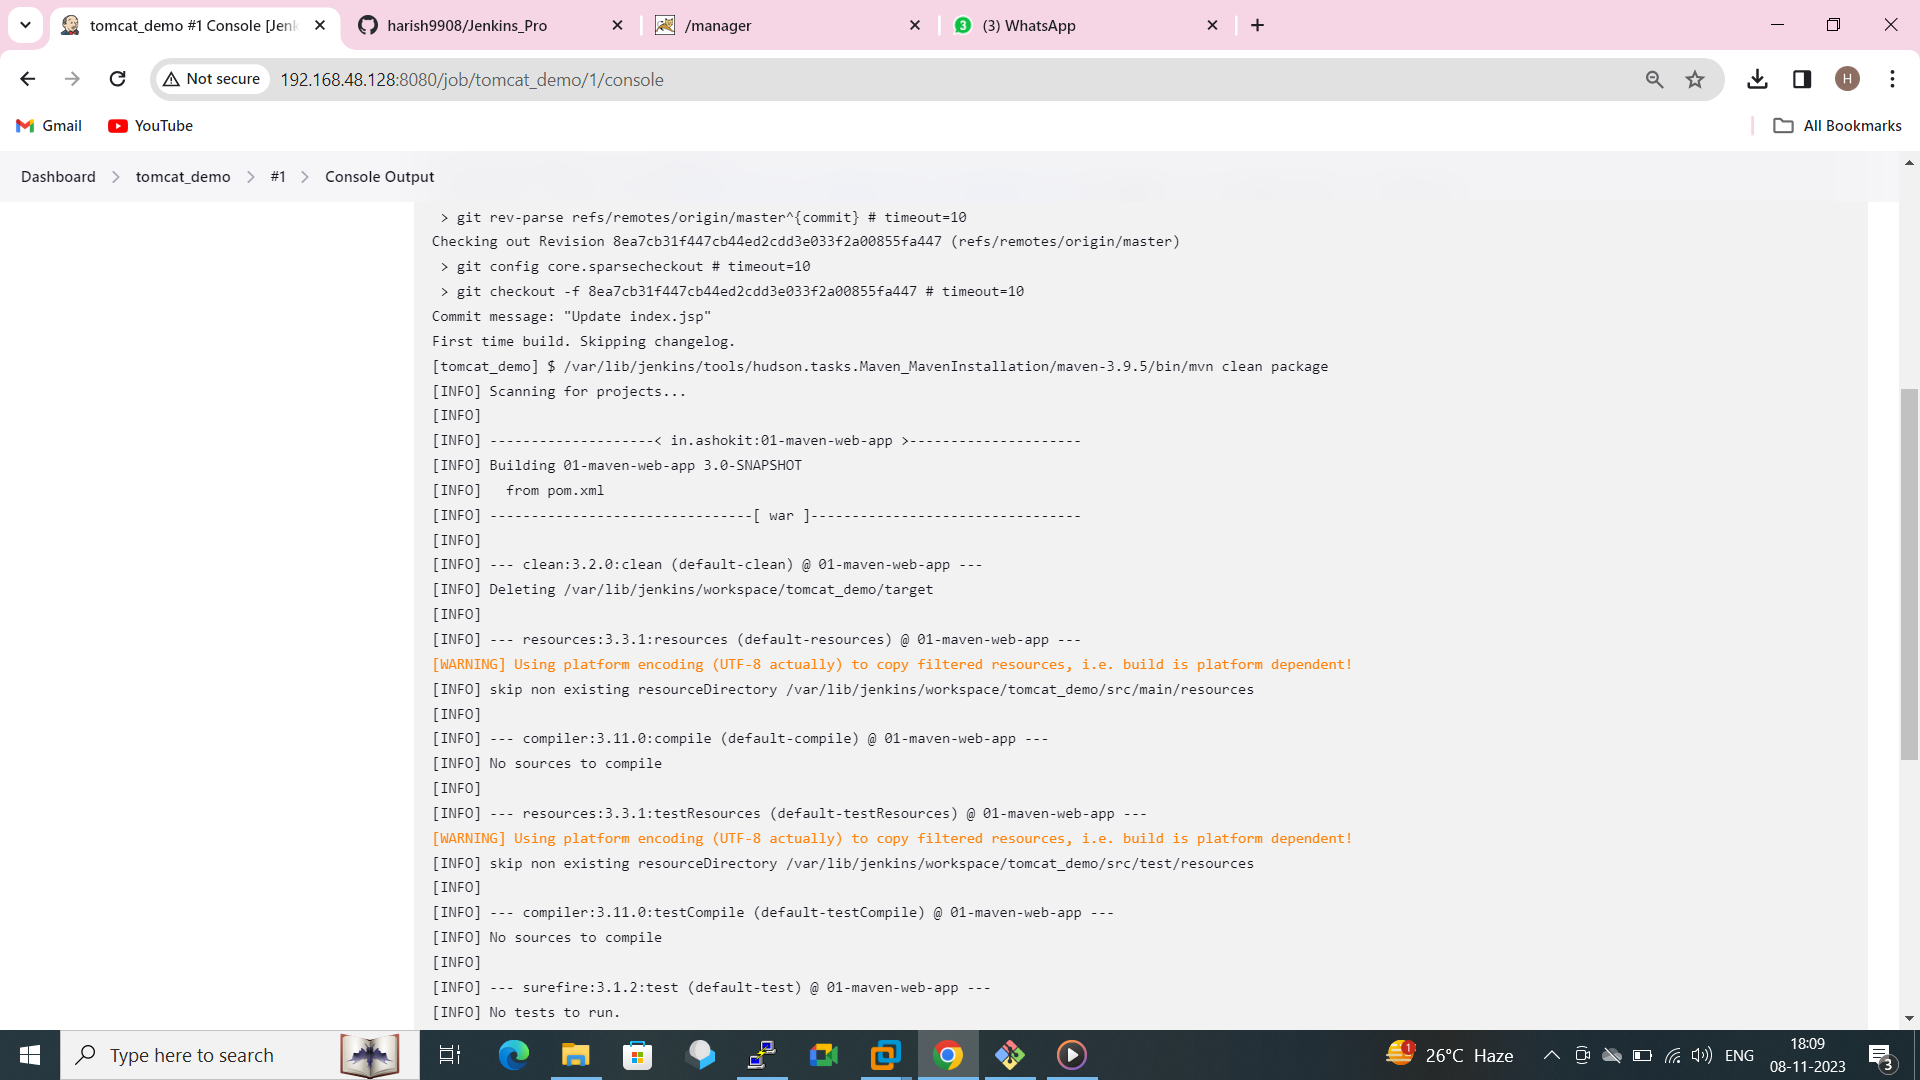 tomcat_demo #1 Console [Jenk
harish9908/Jenkins_Pro
/manager
3
(3) WhatsApp
Not secure
192.168.48.128:8080/job/tomcat_demo/1/console
H
Gmail
YouTube
All Bookmarks
Dashboard
tomcat_demo
#1
Console Output
> git rev-parse refs/remotes/origin/master^{commit} # timeout=10
Checking out Revision 8ea7cb31f447cb44ed2cdd3e033f2a00855fa447 (refs/remotes/origin/master)
> git config core.sparsecheckout # timeout=10
> git checkout -f 8ea7cb31f447cb44ed2cdd3e033f2a00855fa447 # timeout=10
Commit message: "Update index.jsp"
First time build. Skipping changelog.
[tomcat_demo] $ /var/lib/jenkins/tools/hudson.tasks.Maven_MavenInstallation/maven-3.9.5/bin/mvn clean package
[INFO] Scanning for projects...
[INFO]
[INFO] --------------------< in.ashokit:01-maven-web-app >---------------------
[INFO] Building 01-maven-web-app 3.0-SNAPSHOT
[INFO]   from pom.xml
[INFO] --------------------------------[ war ]---------------------------------
[INFO]
[INFO] --- clean:3.2.0:clean (default-clean) @ 01-maven-web-app ---
[INFO] Deleting /var/lib/jenkins/workspace/tomcat_demo/target
[INFO]
[INFO] --- resources:3.3.1:resources (default-resources) @ 01-maven-web-app ---
[WARNING] Using platform encoding (UTF-8 actually) to copy filtered resources, i.e. build is platform dependent!
[INFO] skip non existing resourceDirectory /var/lib/jenkins/workspace/tomcat_demo/src/main/resources
[INFO]
[INFO] --- compiler:3.11.0:compile (default-compile) @ 01-maven-web-app ---
[INFO] No sources to compile
[INFO]
[INFO] --- resources:3.3.1:testResources (default-testResources) @ 01-maven-web-app ---
[WARNING] Using platform encoding (UTF-8 actually) to copy filtered resources, i.e. build is platform dependent!
[INFO] skip non existing resourceDirectory /var/lib/jenkins/workspace/tomcat_demo/src/test/resources
[INFO]
[INFO] --- compiler:3.11.0:testCompile (default-testCompile) @ 01-maven-web-app ---
[INFO] No sources to compile
[INFO]
[INFO] --- surefire:3.1.2:test (default-test) @ 01-maven-web-app ---
[INFO] No tests to run.
Type here to search
1
26°C Haze
ENG
18:09
08-11-2023
3